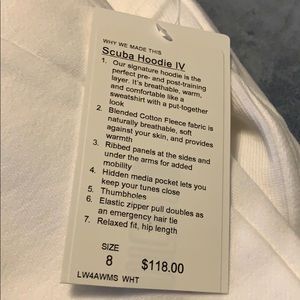 WHY WE MADE THIS
Scuba Hoodie IV
1. Our signature hoodie is the
perfect pre- and post-training
layer. It's breathable, warm,
and comfortable like a
sweatshirt with a put-together
look
2. Blended Cotton Fleece fabric is
naturally breathable, soft
against your skin, and provides
warmth
3. Ribbed panels at the sides and
under the arms for added
mobility
4. Hidden media pocket lets you
keep your tunes close
5. Thumbholes
6. Elastic zipper pull doubles as
an emergency hair tie
7. Relaxed fit, hip length
SIZE
8 $118.00
LW4AWMS WHT